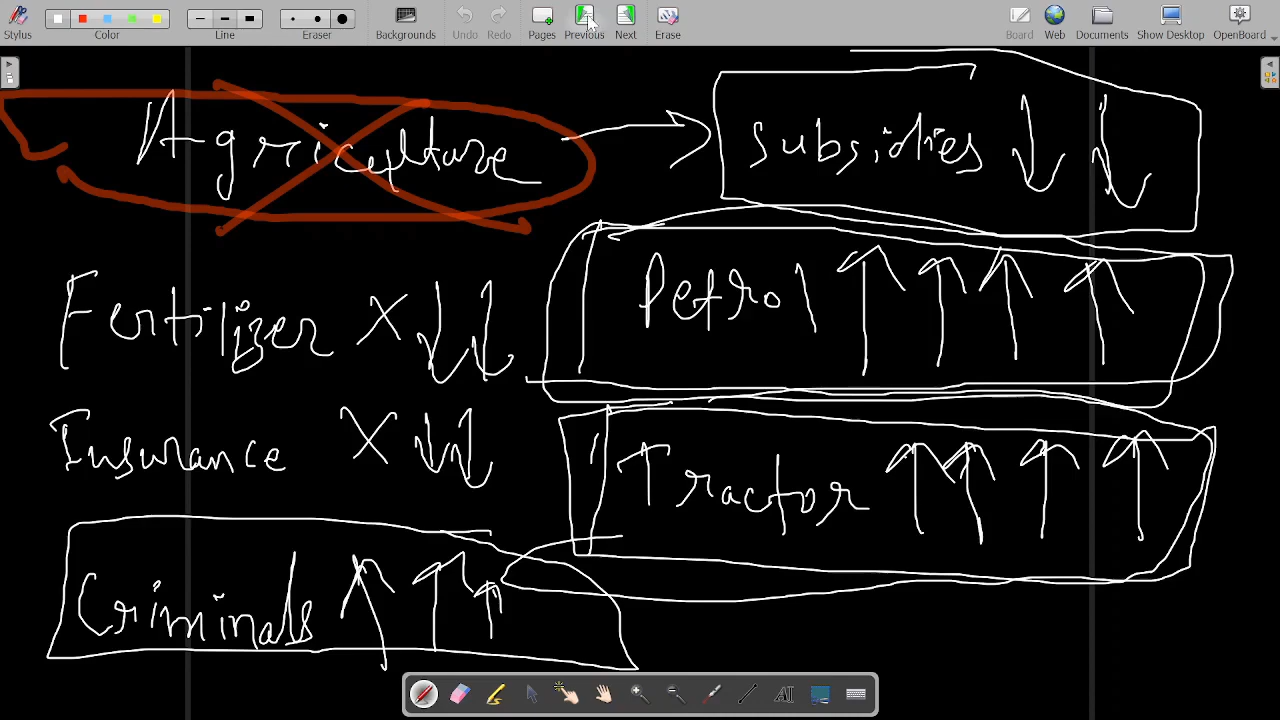 Stylus Color Line Eraser Backgrounds Undo Redo Pages Previous Next Erase Board Web Documents Show Desktop OpenBoard
Agriculture → Subsidies ↓ ↓
Petrol ↑ ↑ ↑ ↑
Fertilizer X ↓ ↓
Insurance X ↓ ↓
Tractor ↑ ↑ ↑ ↑
Criminals ↑ ↑ ↑
AI